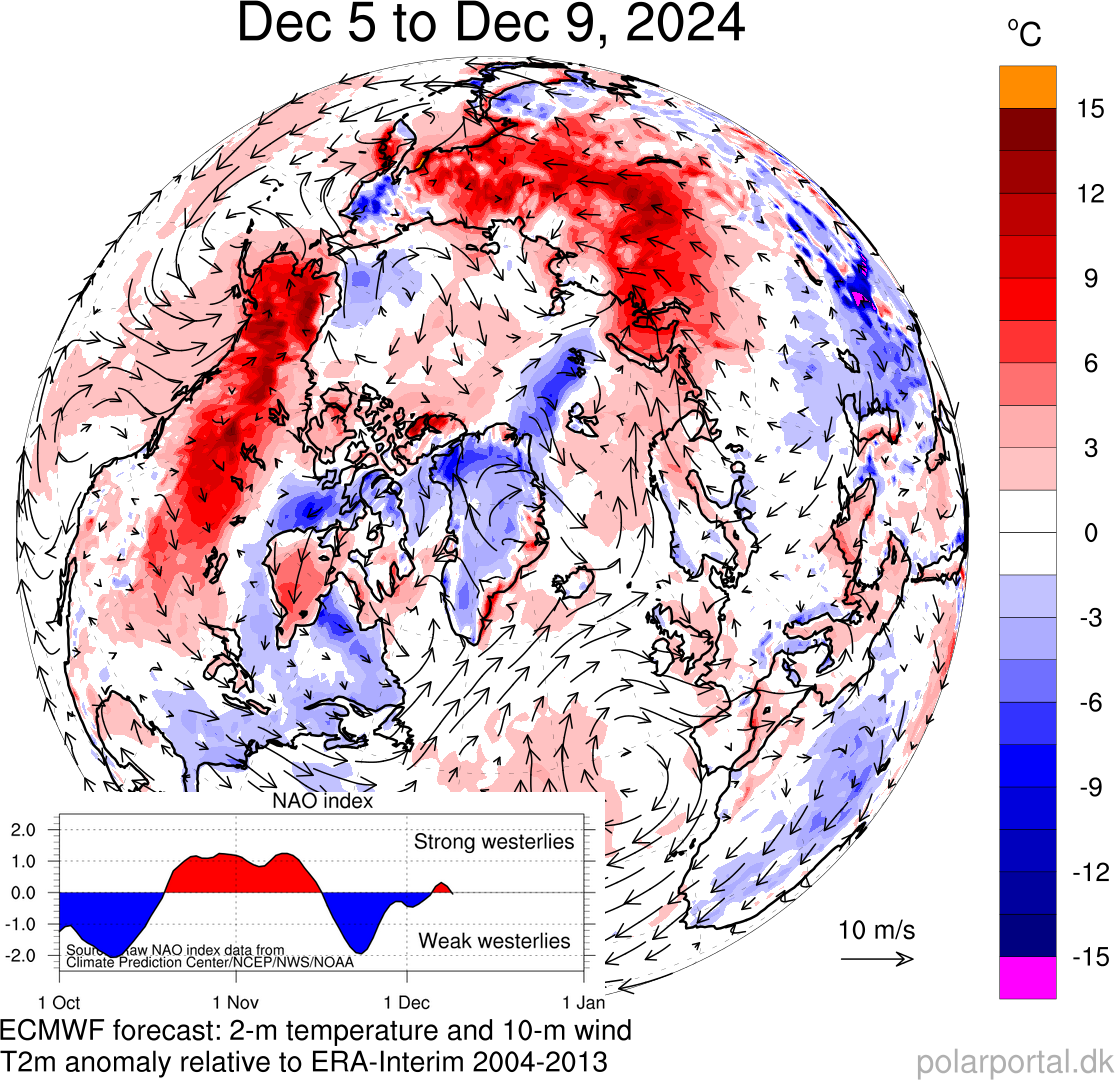 Dec 5 to Dec 9, 2024
°C
15
12
9
6
3
0
-3
-6
-9
-12
-15
NAO index
2.0
1.0
0.0
-1.0
-2.0
Strong westerlies
Weak westerlies
raw NAO index data from
Climate Prediction Center/NCEP/NWS/NOAA
1 Oct
1 Nov
1 Dec
1 Jan
10 m/s
ECMWF forecast: 2-m temperature and 10-m wind
T2m anomaly relative to ERA-Interim 2004-2013
polarportal.dk